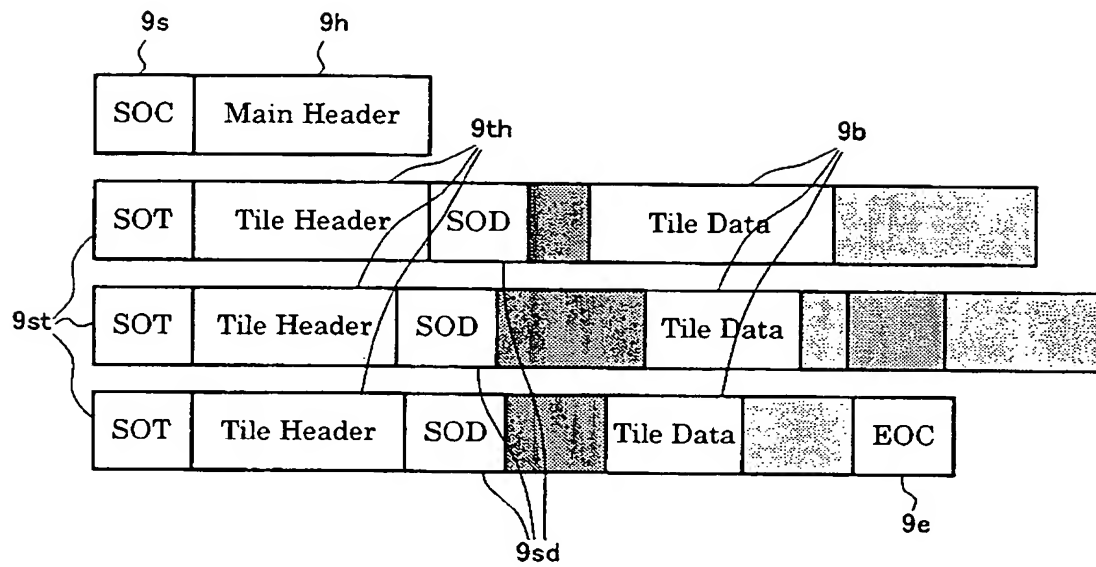 9s 9h
SOC Main Header
9th 9b
SOT Tile Header SOD Tile Data
9st SOT Tile Header SOD Tile Data
SOT Tile Header SOD Tile Data EOC
9sd 9e